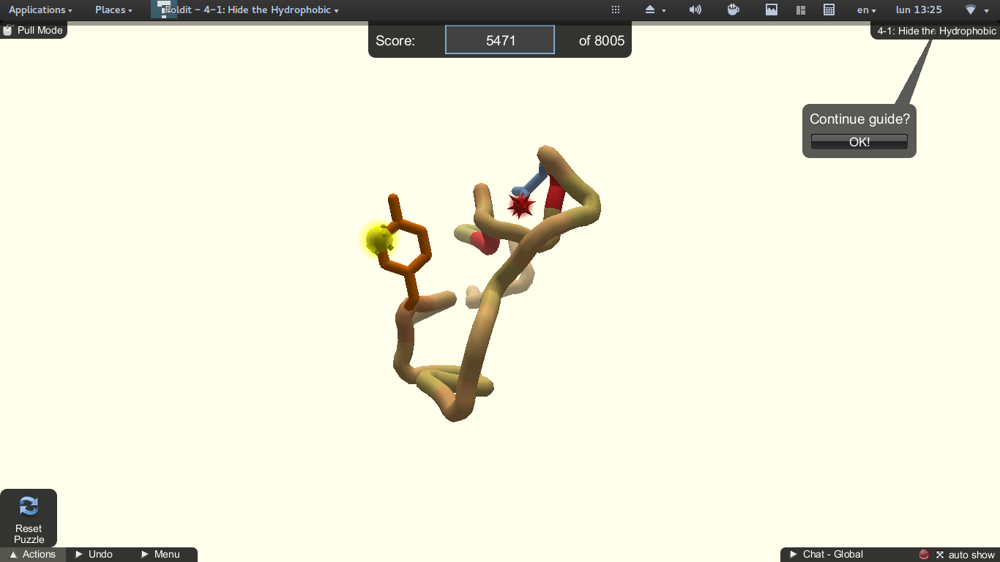 Applications Places Foldit - 4-1: Hide the Hydrophobic en lun 13:25
Pull Mode
Score: 5471 of 8005
4-1: Hide the Hydrophobic
Continue guide?
OK!
Reset
Puzzle
Actions Undo Menu
Chat - Global auto show